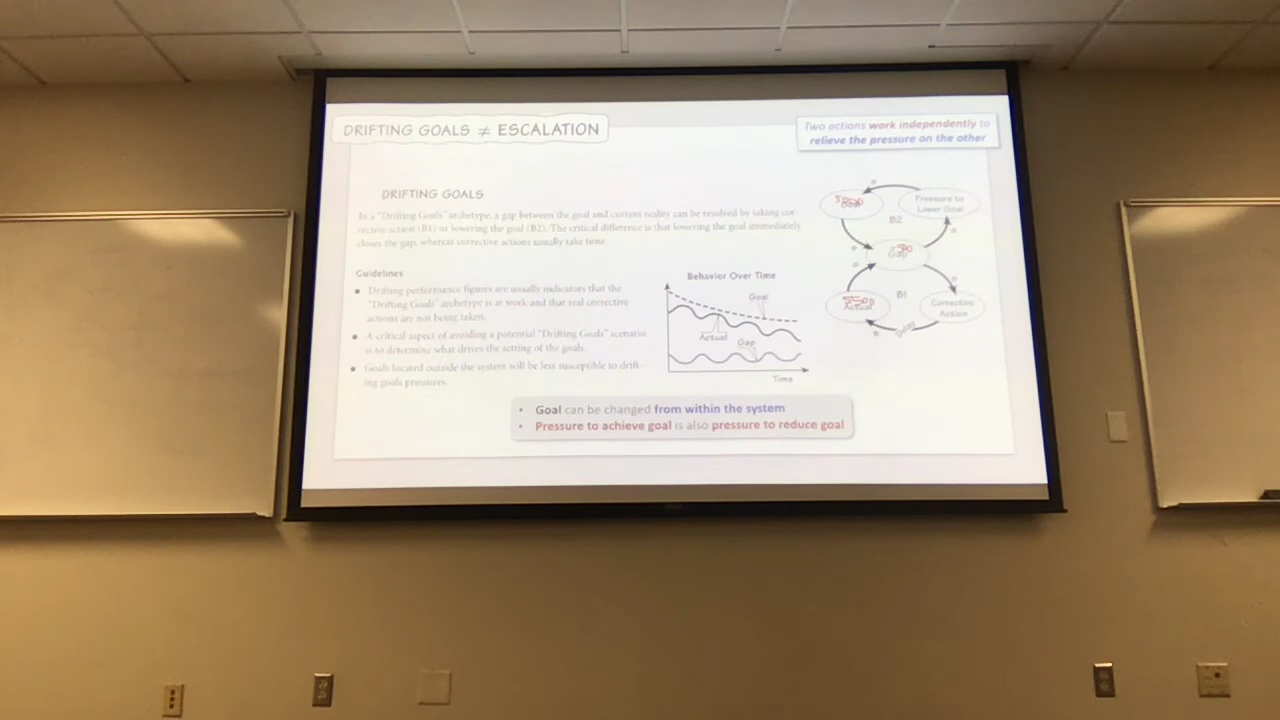 DRIFTING GOALS ≠ ESCALATION
Two actions work independently to
relieve the pressure on the other
DRIFTING GOALS
In a "Drifting Goals" archetype, a gap between the goal and current reality can be resolved by taking cor-
rective action (B1) or lowering the goal (B2). The critical difference is that lowering the goal immediately
closes the gap, whereas corrective actions usually take time.
Guidelines
• Drifting performance figures are usually indicators that the
"Drifting Goals" archetype is at work and that real corrective
actions are not being taken.
• A critical aspect of avoiding a potential "Drifting Goals" scenario
is to determine what drives the setting of the goals.
• Goals located outside the system will be less susceptible to drift-
ing goals pressures.
Behavior Over Time
Goal
Actual
Gap
Time
Pressure to
Lower Goal
B2
Gap
B1
Actual
Corrective
Action
Delay
• Goal can be changed from within the system
• Pressure to achieve goal is also pressure to reduce goal